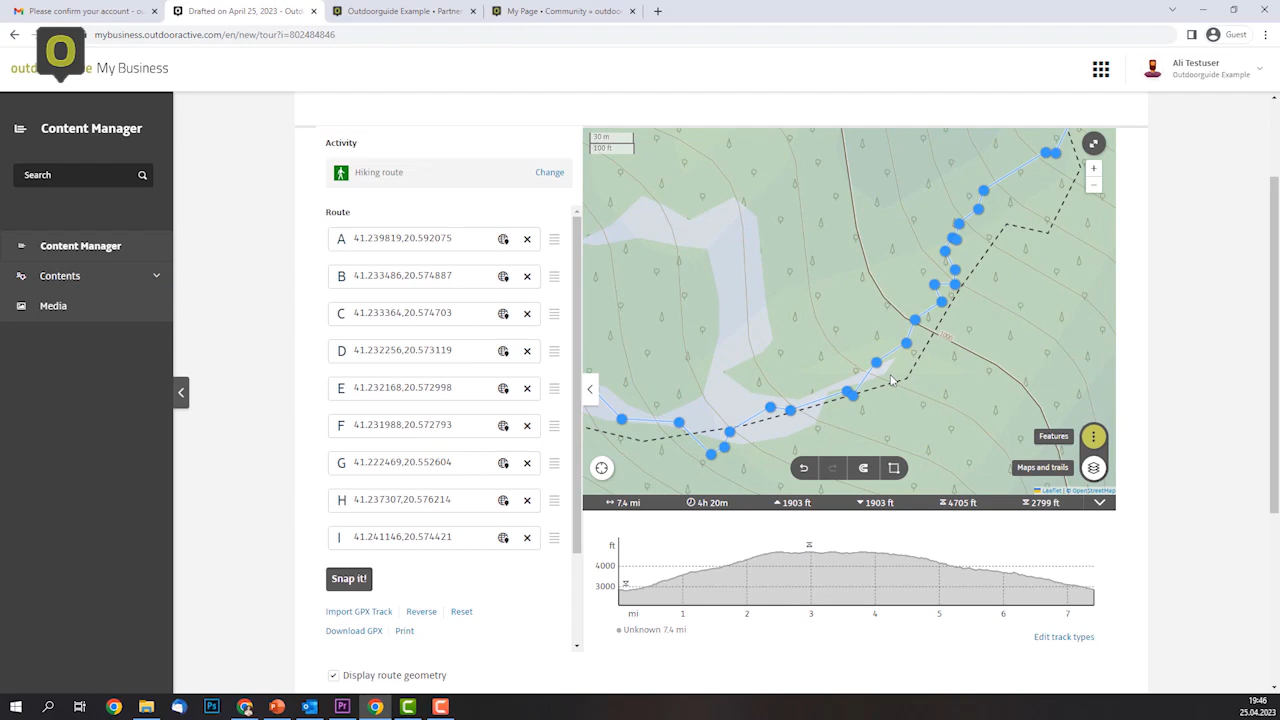 Please confirm your account - o
Drafted on April 25, 2023 - Outdo
Outdoorguide Example • Partner
My Page • Community » outdoor
mybusiness.outdooractive.com/en/new/tour?i=802484846
Guest
My Business
Ali Testuser
Outdoorguide Example
Content Manager
Search
Content Manager
Contents
Media
Activity
Hiking route
Change
Route
A 41.239819,20.592075
B 41.233486,20.574887
C 41.233364,20.574703
D 41.232256,20.573119
E 41.232168,20.572998
F 41.231988,20.572793
G 41.222469,20.552604
H 41.237307,20.576214
I 41.241146,20.574421
Snap it!
Import GPX Track
Reverse
Reset
Download GPX
Print
Display route geometry
30 m
100 ft
+
−
1000
Features
Maps and trails
Leaflet | © OpenStreetMap
7.4 mi
4h 20m
1903 ft
1903 ft
4705 ft
2799 ft
ft
4000
3000
mi 1 2 3 4 5 6 7
Unknown 7.4 mi
Edit track types
19:46
25.04.2023